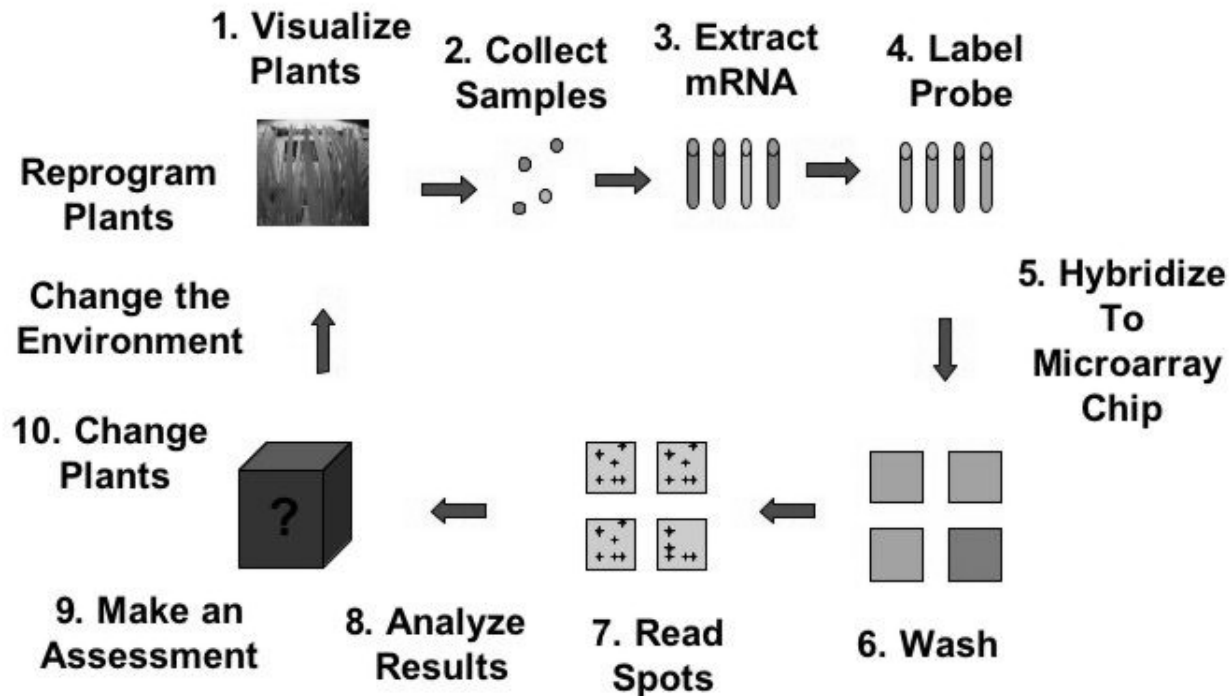 1. Visualize
Plants
2. Collect
Samples
3. Extract
mRNA
4. Label
Probe
5. Hybridize
To
Microarray
Chip
6. Wash
7. Read
Spots
8. Analyze
Results
9. Make an
Assessment
?
10. Change
Plants
Change the
Environment
Reprogram
Plants